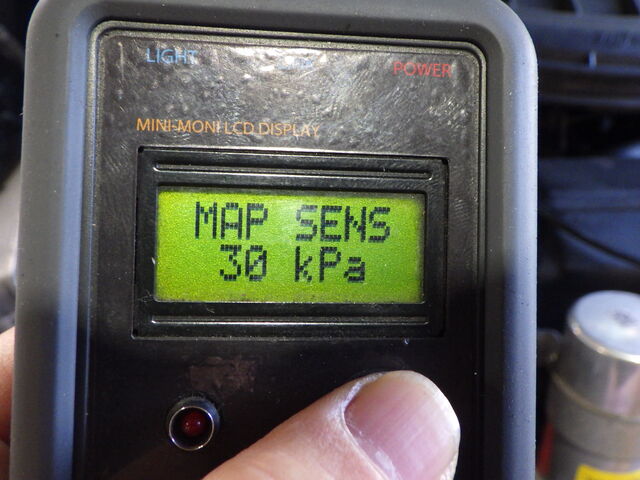 LIGHT
POWER
MINI-MONI LCD DISPLAY
MAP SENS
30 kPa